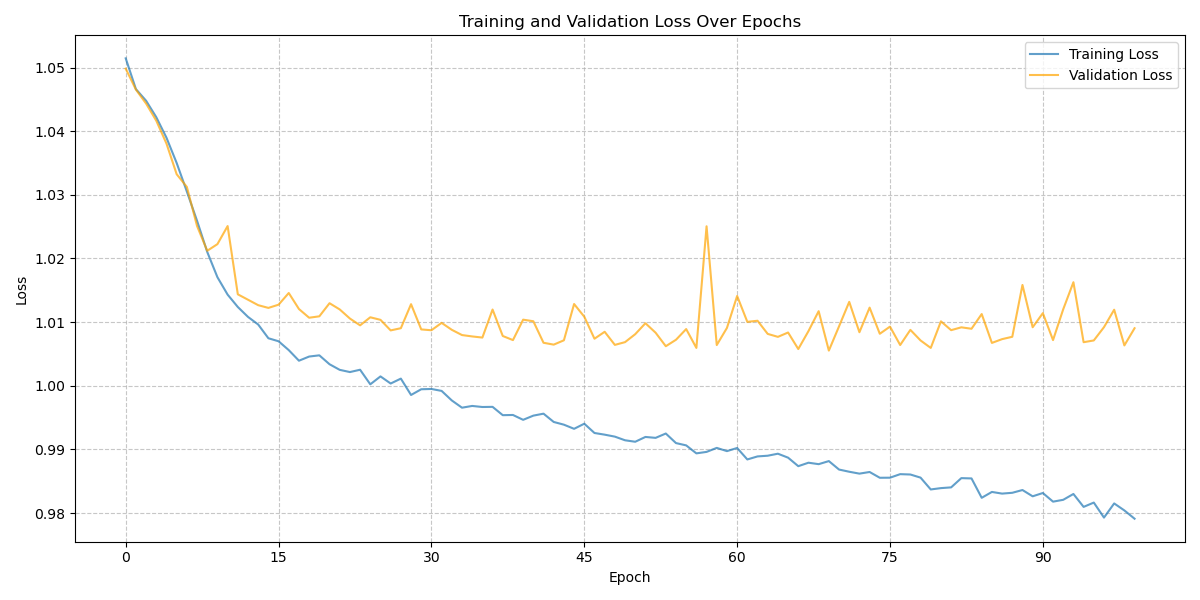 Training and Validation Loss Over Epochs
Training Loss
Validation Loss
Loss
1.05
1.04
1.03
1.02
1.01
1.00
0.99
0.98
0 15 30 45 60 75 90
Epoch